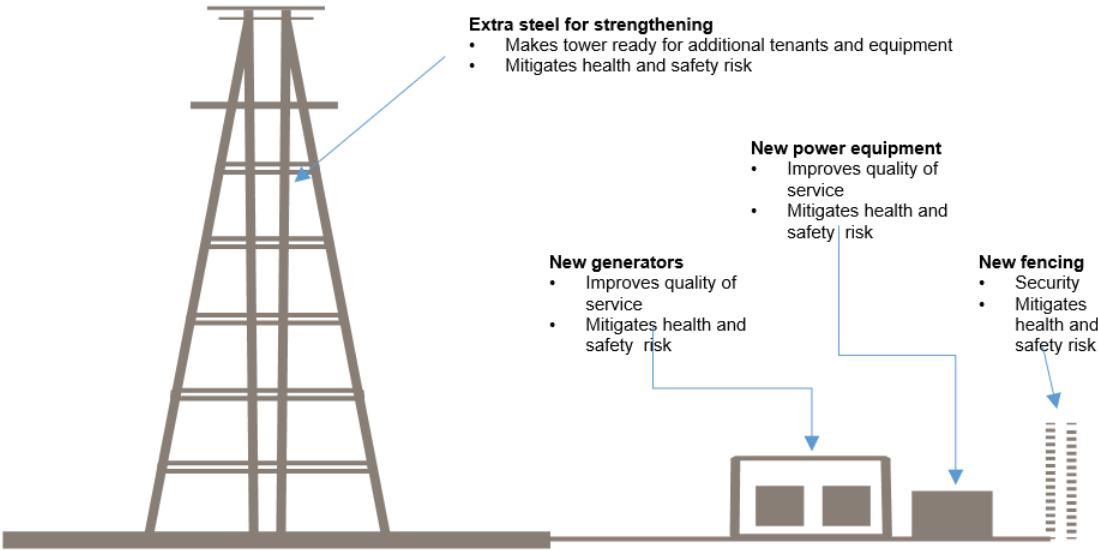 Extra steel for strengthening
• Makes tower ready for additional tenants and equipment
• Mitigates health and safety risk
New power equipment
• Improves quality of
service
• Mitigates health and
safety risk
New generators
• Improves quality of
service
• Mitigates health and
safety risk
New fencing
• Security
• Mitigates
health and
safety risk